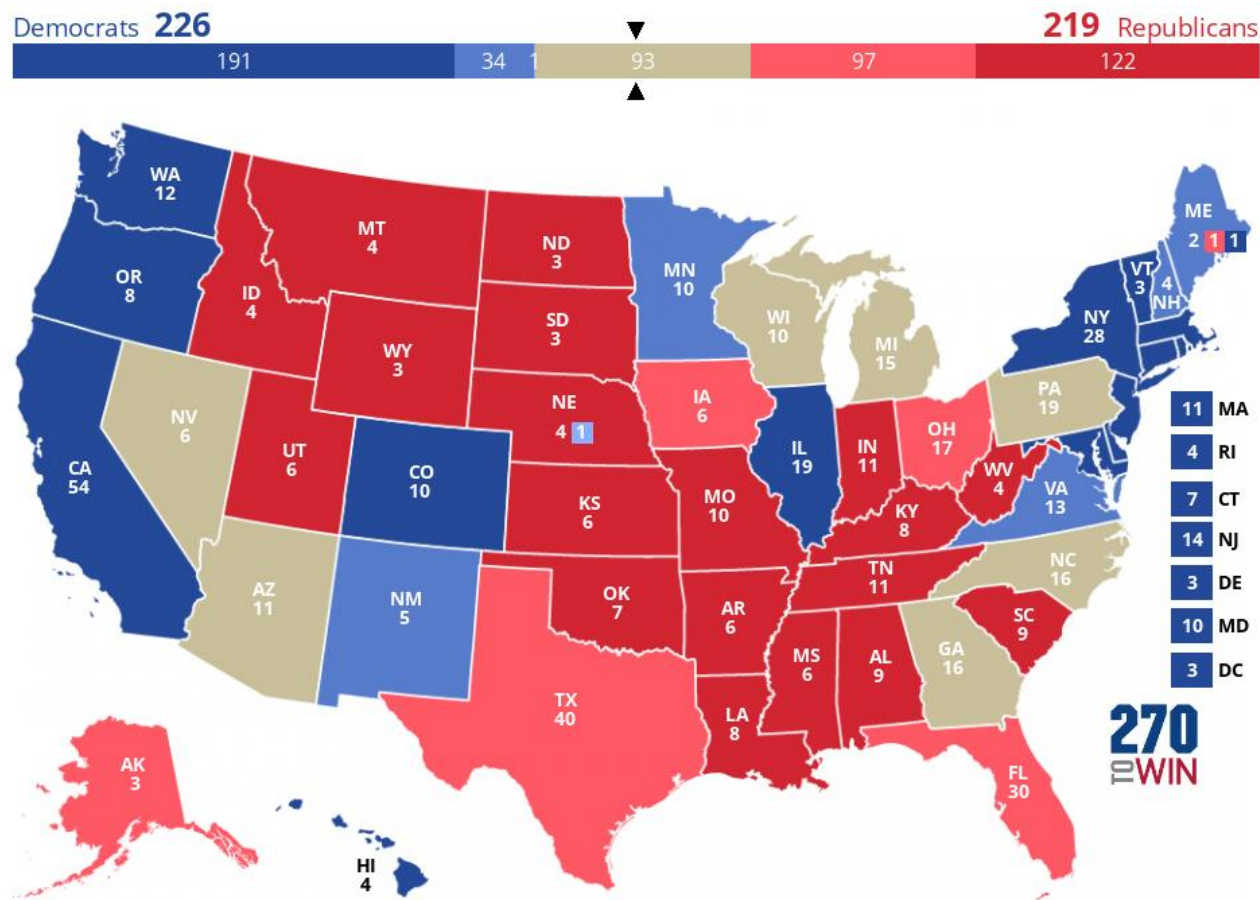 Democrats 226
219 Republicans
191 34 1 93 97 122
WA
12
OR
8
CA
54
NV
6
ID
4
MT
4
WY
3
UT
6
AZ
11
CO
10
NM
5
ND
3
SD
3
NE
4 1
KS
6
OK
7
TX
40
MN
10
IA
6
MO
10
AR
6
LA
8
WI
10
IL
19
MI
15
IN
11
OH
17
KY
8
TN
11
MS
6
AL
9
GA
16
FL
30
SC
9
NC
16
VA
13
WV
4
PA
19
NY
28
VT
3
4
NH
ME
2 1 1
11 MA
4 RI
7 CT
14 NJ
3 DE
10 MD
3 DC
AK
3
HI
4
270
TO WIN